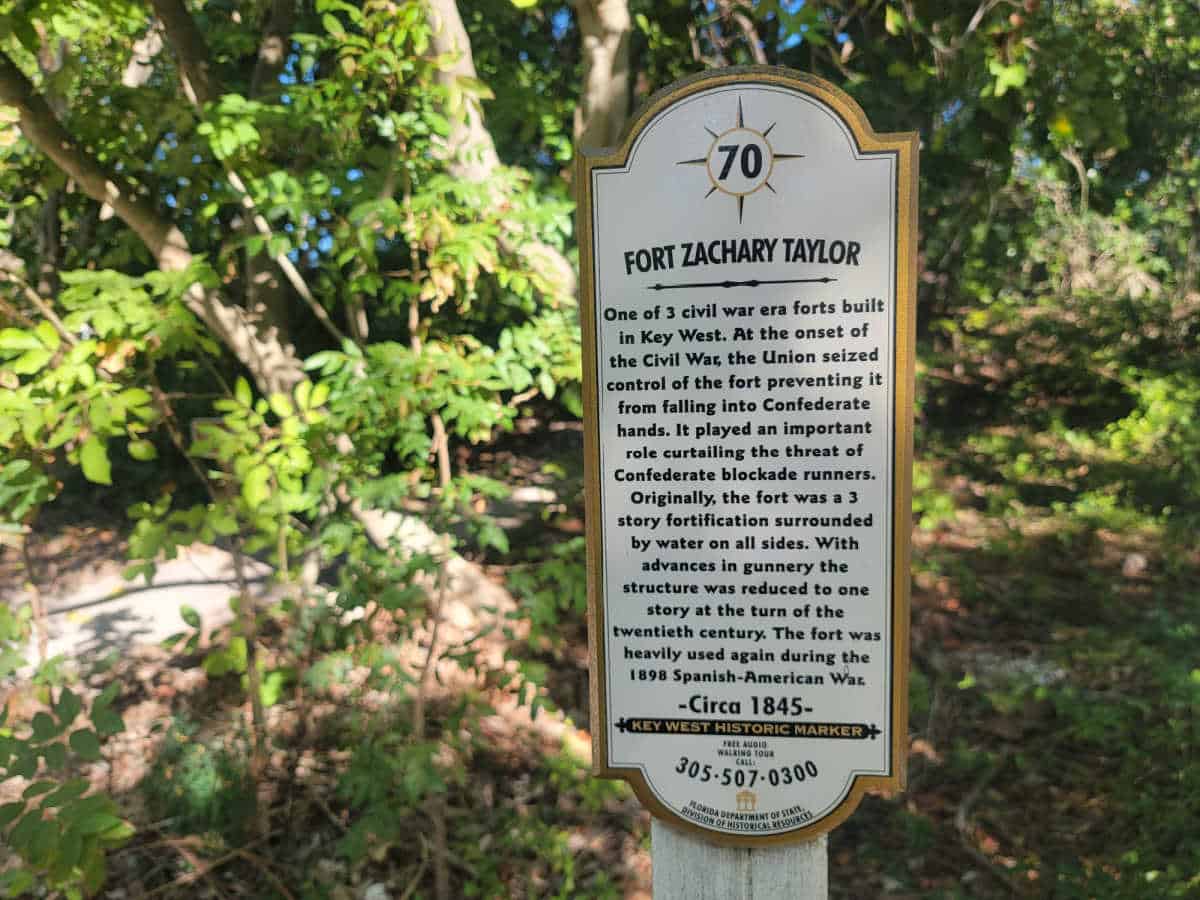 70
FORT ZACHARY TAYLOR
One of 3 civil war era forts built
in Key West. At the onset of
the Civil War, the Union seized
control of the fort preventing it
from falling into Confederate
hands. It played an important
role curtailing the threat of
Confederate blockade runners.
Originally, the fort was a 3
story fortification surrounded
by water on all sides. With
advances in gunnery the
structure was reduced to one
story at the turn of the
twentieth century. The fort was
heavily used again during the
1898 Spanish-American War.
-Circa 1845-
KEY WEST HISTORIC MARKER
FREE AUDIO
WALKING TOUR
CALL:
305·507·0300
FLORIDA DEPARTMENT OF STATE,
DIVISION OF HISTORICAL RESOURCES